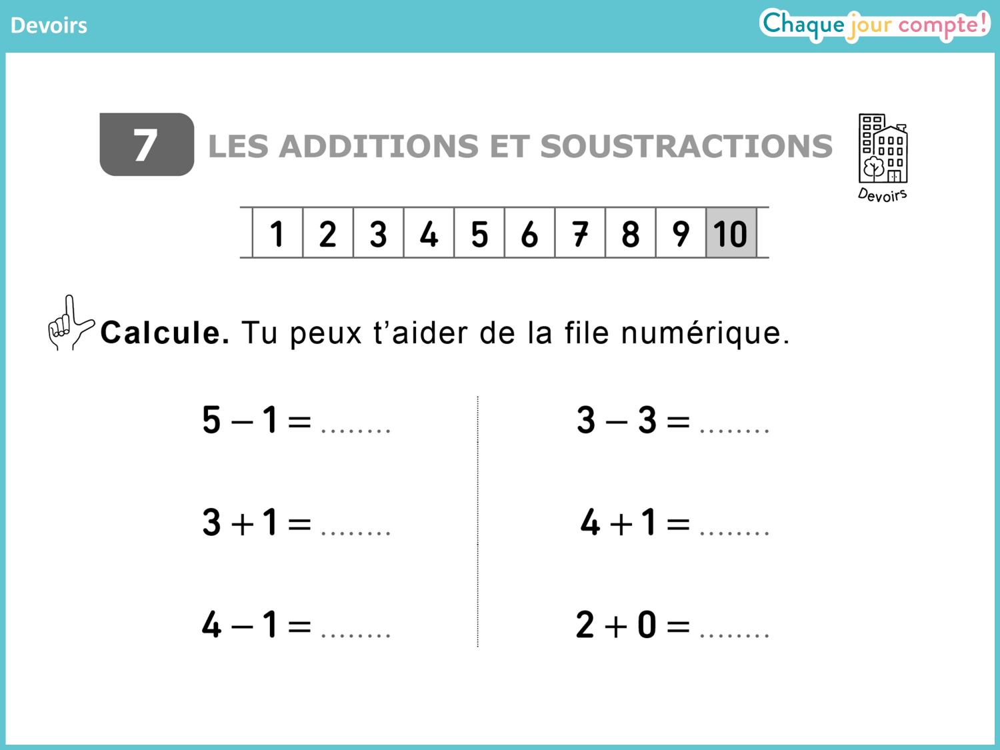 Devoirs
Chaque jour compte!
7 LES ADDITIONS ET SOUSTRACTIONS
Devoirs
1 2 3 4 5 6 7 8 9 10
Calcule. Tu peux t’aider de la file numérique.
5 – 1 = ........
3 – 3 = ........
3 + 1 = ........
4 + 1 = ........
4 – 1 = ........
2 + 0 = ........